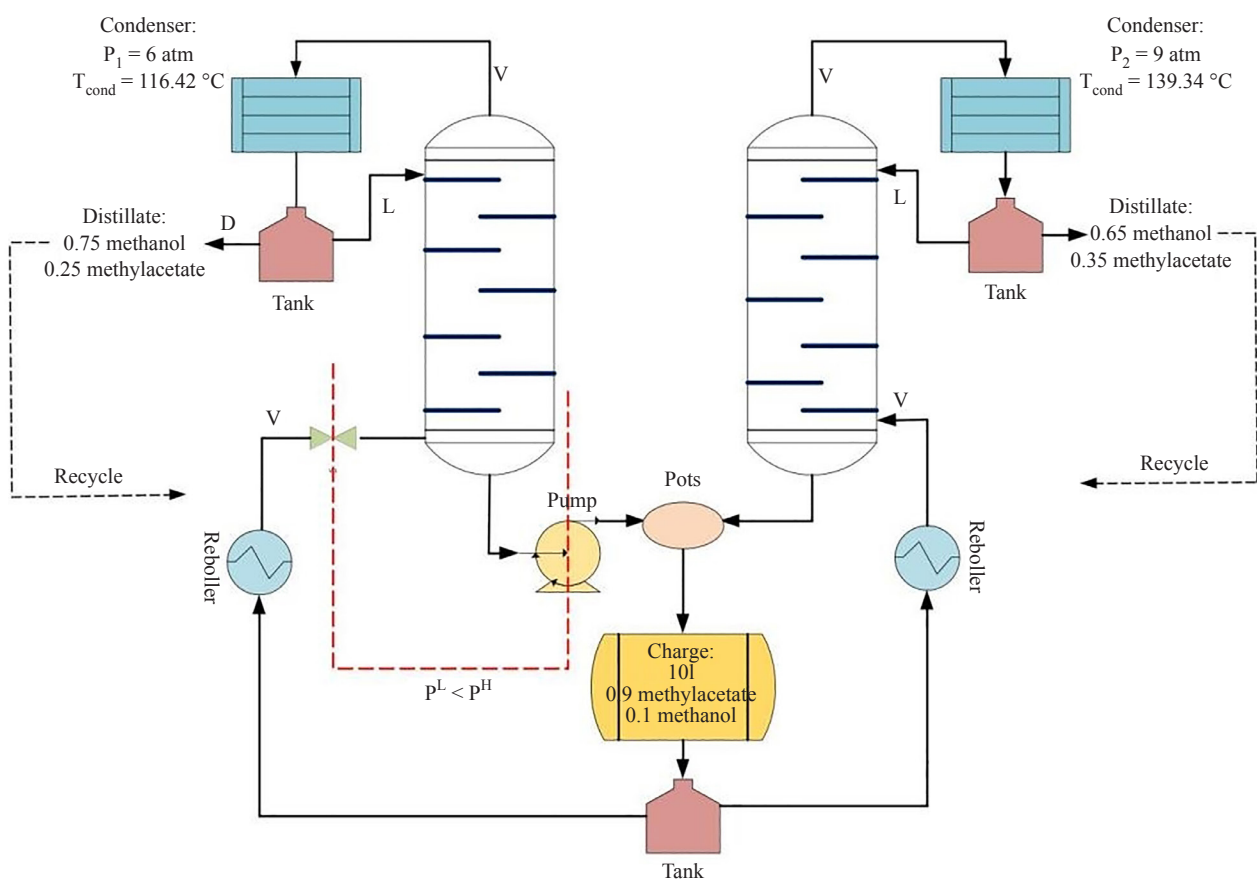 Condenser:
P1 = 6 atm
Tcond = 116.42 °C
V
L
D
Distillate:
0.75 methanol
0.25 methylacetate
Tank
Recycle
V
Reboller
Pump
P^L < P^H
Pots
Charge:
10l
0.9 methylacetate
0.1 methanol
Tank
Condenser:
P2 = 9 atm
Tcond = 139.34 °C
V
L
Distillate:
0.65 methanol
0.35 methylacetate
Tank
V
Recycle
Reboller